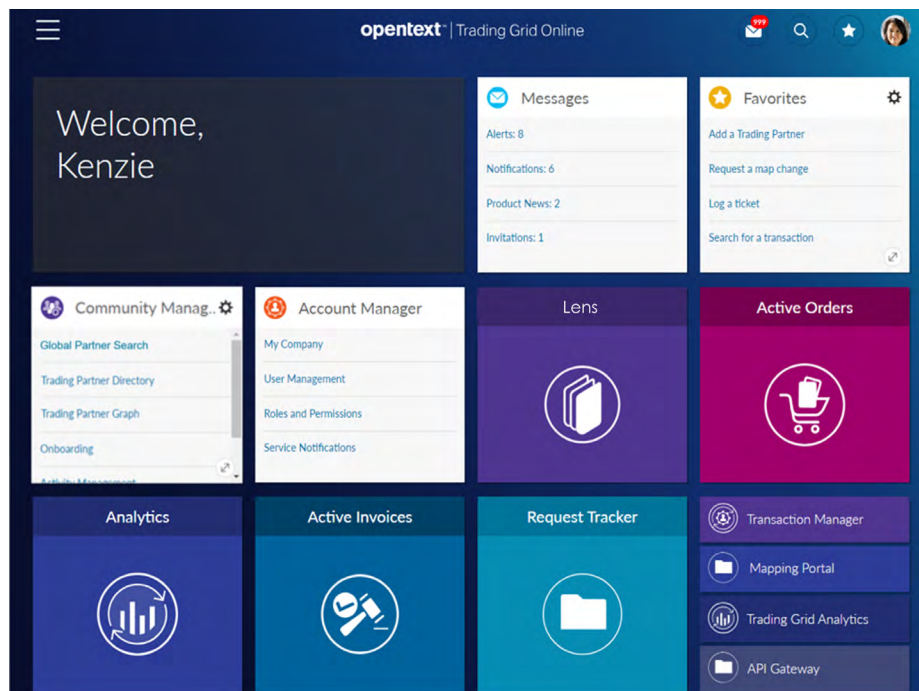 opentext™ | Trading Grid Online
999
Welcome,
Kenzie
Messages
Alerts: 8
Notifications: 6
Product News: 2
Invitations: 1
Favorites
Add a Trading Partner
Request a map change
Log a ticket
Search for a transaction
Community Manag..
Global Partner Search
Trading Partner Directory
Trading Partner Graph
Onboarding
Activity Management
Account Manager
My Company
User Management
Roles and Permissions
Service Notifications
Lens
Active Orders
Analytics
Active Invoices
Request Tracker
Transaction Manager
Mapping Portal
Trading Grid Analytics
API Gateway